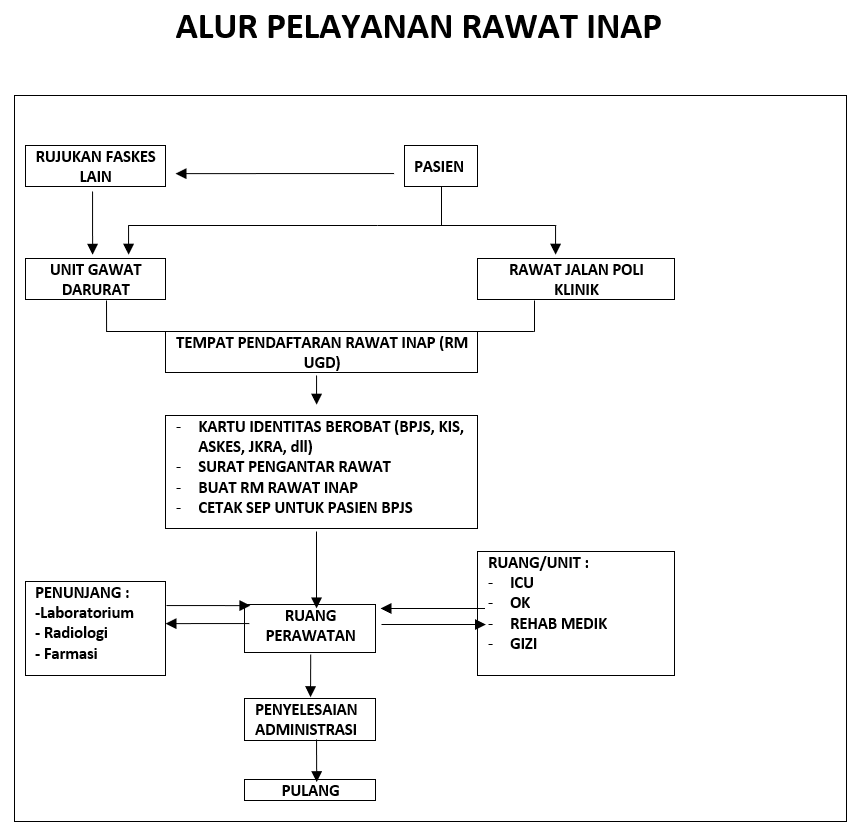 ALUR PELAYANAN RAWAT INAP
RUJUKAN FASKES
LAIN
PASIEN
UNIT GAWAT
DARURAT
RAWAT JALAN POLI
KLINIK
TEMPAT PENDAFTARAN RAWAT INAP (RM
UGD)
- KARTU IDENTITAS BEROBAT (BPJS, KIS,
ASKES, JKRA, dll)
- SURAT PENGANTAR RAWAT
- BUAT RM RAWAT INAP
- CETAK SEP UNTUK PASIEN BPJS
PENUNJANG :
-Laboratorium
- Radiologi
- Farmasi
RUANG
PERAWATAN
RUANG/UNIT :
- ICU
- OK
- REHAB MEDIK
- GIZI
PENYELESAIAN
ADMINISTRASI
PULANG